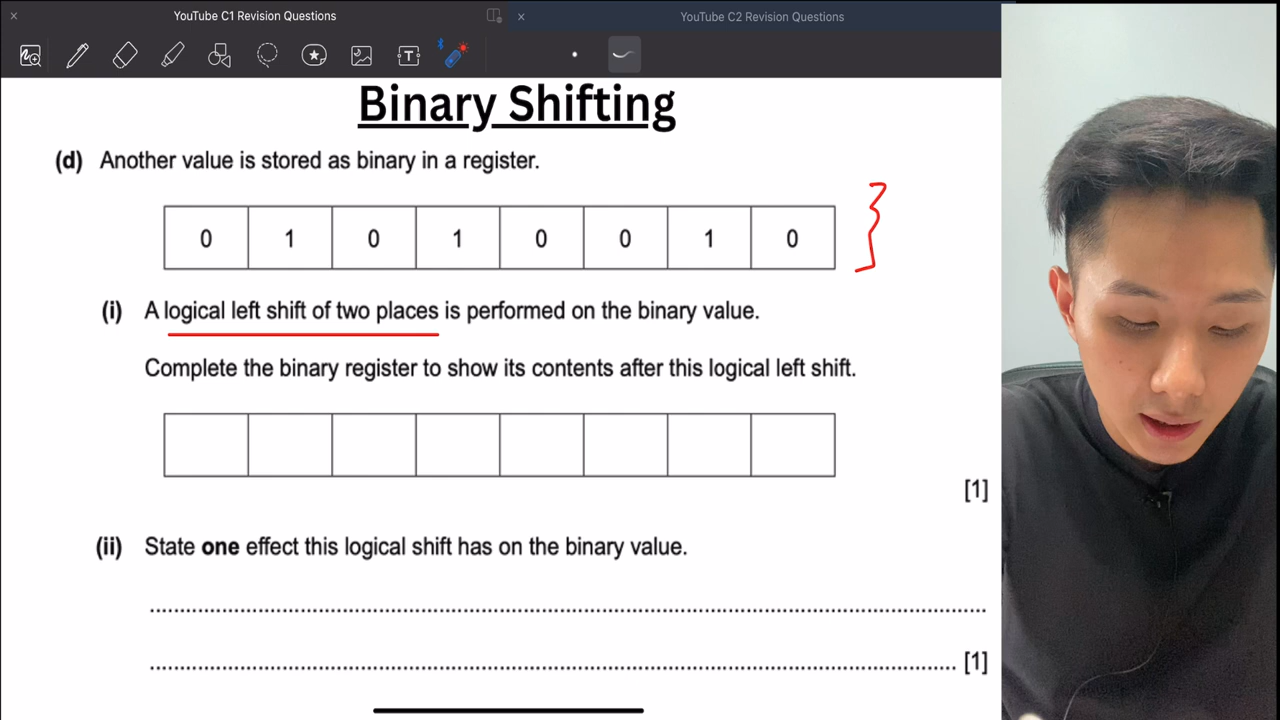 YouTube C1 Revision Questions
YouTube C2 Revision Questions
Binary Shifting
(d) Another value is stored as binary in a register.
0 1 0 1 0 0 1 0
(i) A logical left shift of two places is performed on the binary value.
Complete the binary register to show its contents after this logical left shift.
[1]
(ii) State one effect this logical shift has on the binary value.
[1]